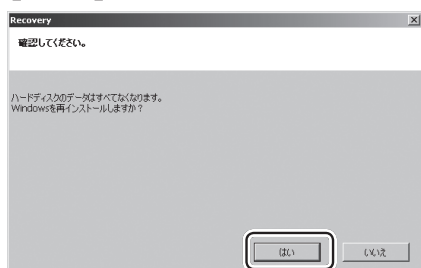 Recovery
確認してください。
ハードディスクのデータはすべてなくなります。
Windowsを再インストールしますか?
はい
いいえ